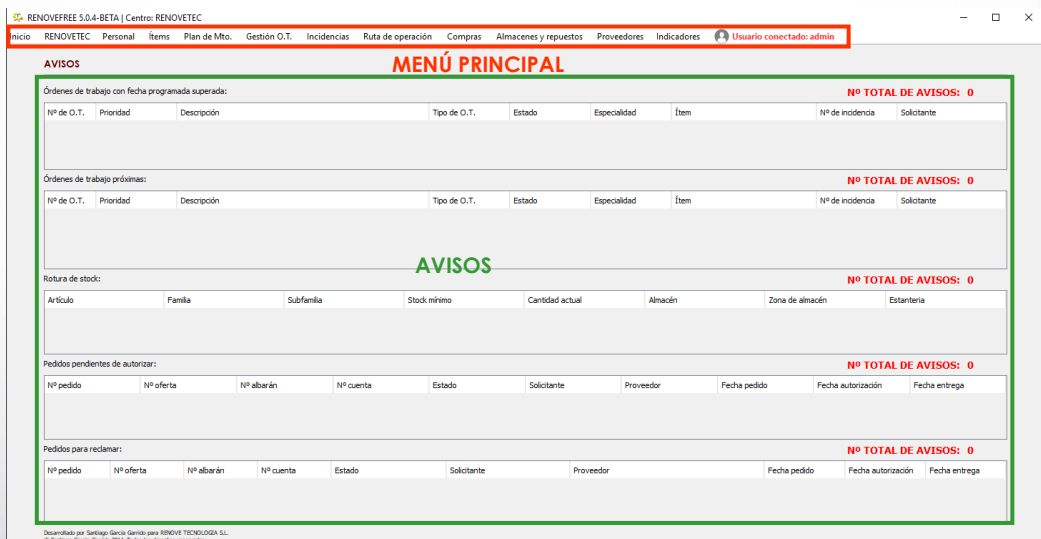 RENOVEFREE 5.0.4-BETA | Centro: RENOVETEC
Inicio RENOVETEC Personal Ítems Plan de Mto. Gestión O.T. Incidencias Ruta de operación Compras Almacenes y repuestos Proveedores Indicadores Usuario conectado: admin
AVISOS
MENÚ PRINCIPAL
Órdenes de trabajo con fecha programada superada:
Nº TOTAL DE AVISOS: 0
Nº de O.T. Prioridad Descripción Tipo de O.T. Estado Especialidad Ítem Nº de incidencia Solicitante
Órdenes de trabajo próximas:
Nº TOTAL DE AVISOS: 0
Nº de O.T. Prioridad Descripción Tipo de O.T. Estado Especialidad Ítem Nº de incidencia Solicitante
AVISOS
Rotura de stock:
Nº TOTAL DE AVISOS: 0
Artículo Familia Subfamilia Stock mínimo Cantidad actual Almacén Zona de almacén Estanteria
Pedidos pendientes de autorizar:
Nº TOTAL DE AVISOS: 0
Nº pedido Nº oferta Nº albarán Nº cuenta Estado Solicitante Proveedor Fecha pedido Fecha autorización Fecha entrega
Pedidos para reclamar:
Nº TOTAL DE AVISOS: 0
Nº pedido Nº oferta Nº albarán Nº cuenta Estado Solicitante Proveedor Fecha pedido Fecha autorización Fecha entrega
Desarrollado por Santiago García Garrido para RENOVE TECNOLOGIA S.L.